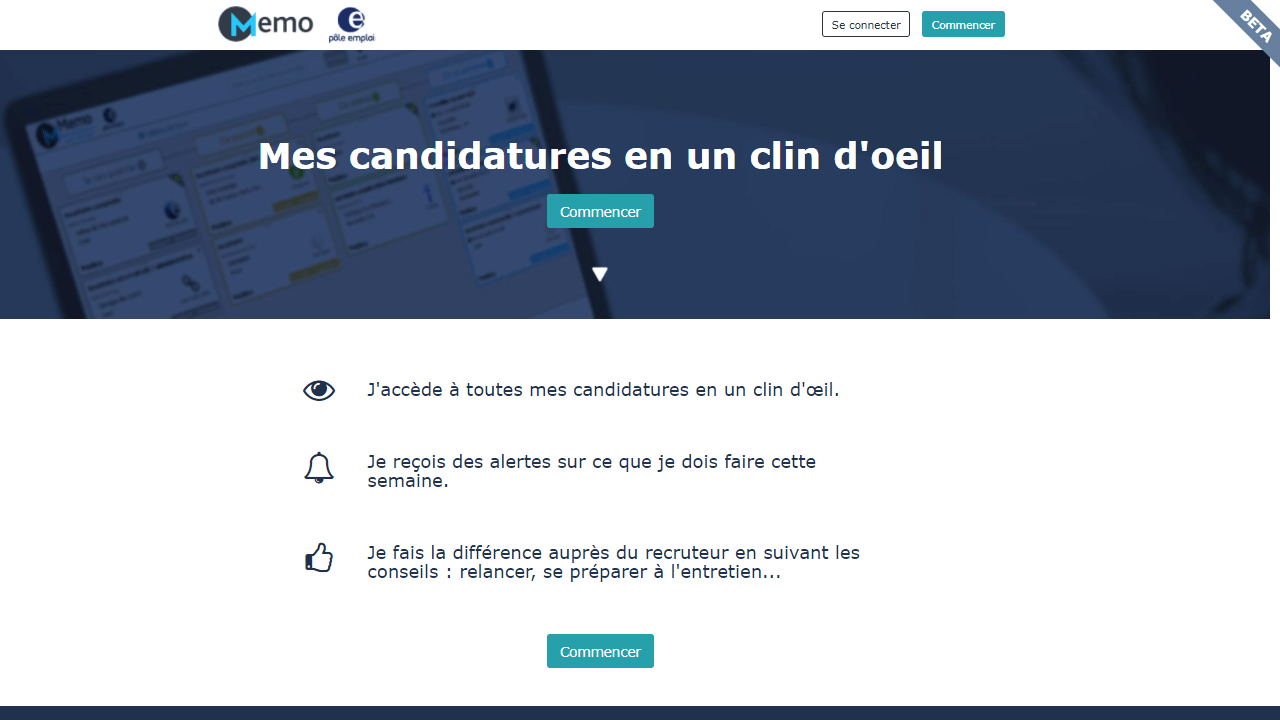 Memo
pôle emploi
Se connecter
Commencer
BETA
Memo
Mes candidatures en un clin d'oeil
Commencer
J'accède à toutes mes candidatures en un clin d'œil.
Je reçois des alertes sur ce que je dois faire cette
semaine.
Je fais la différence auprès du recruteur en suivant les
conseils : relancer, se préparer à l'entretien...
Commencer